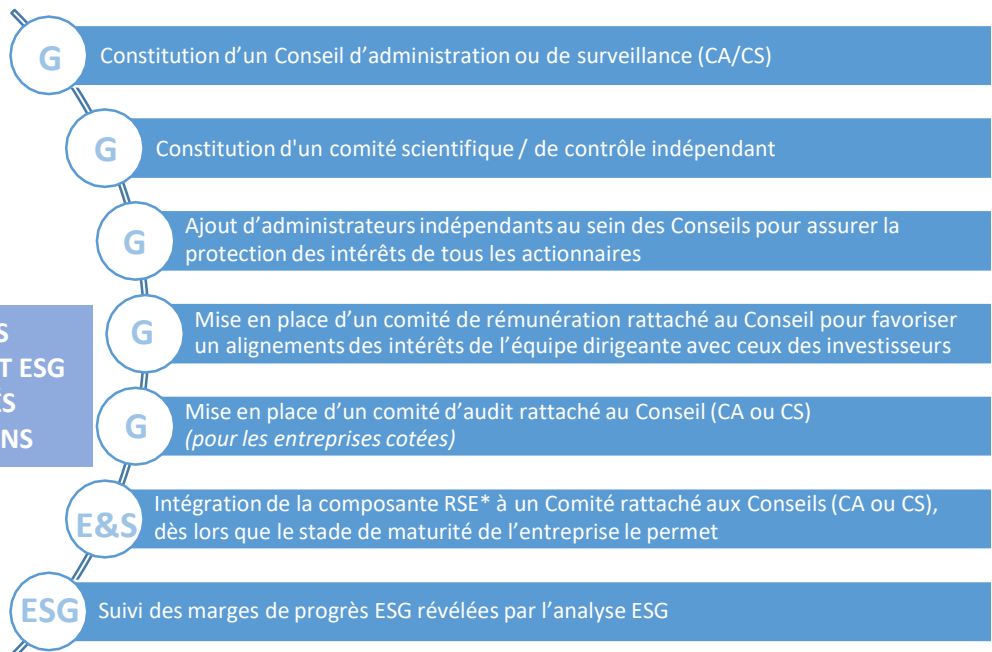 G
Constitution d’un Conseil d’administration ou de surveillance (CA/CS)
G
Constitution d'un comité scientifique / de contrôle indépendant
G
Ajout d’administrateurs indépendants au sein des Conseils pour assurer la
protection des intérêts de tous les actionnaires
G
Mise en place d’un comité de rémunération rattaché au Conseil pour favoriser
un alignements des intérêts de l’équipe dirigeante avec ceux des investisseurs
G
Mise en place d’un comité d’audit rattaché au Conseil (CA ou CS)
(pour les entreprises cotées)
E&S
Intégration de la composante RSE* à un Comité rattaché aux Conseils (CA ou CS),
dès lors que le stade de maturité de l’entreprise le permet
ESG
Suivi des marges de progrès ESG révélées par l’analyse ESG
S
T ESG
ÉS
NS